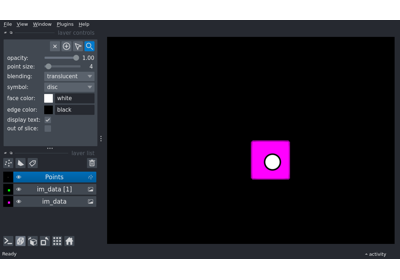 File View Window Plugins Help
layer controls
opacity: 1.00
point size: 4
blending: translucent
symbol: disc
face color: white
edge color: black
display text:
out of slice:
layer list
Points
im_data [1]
im_data
Ready
activity